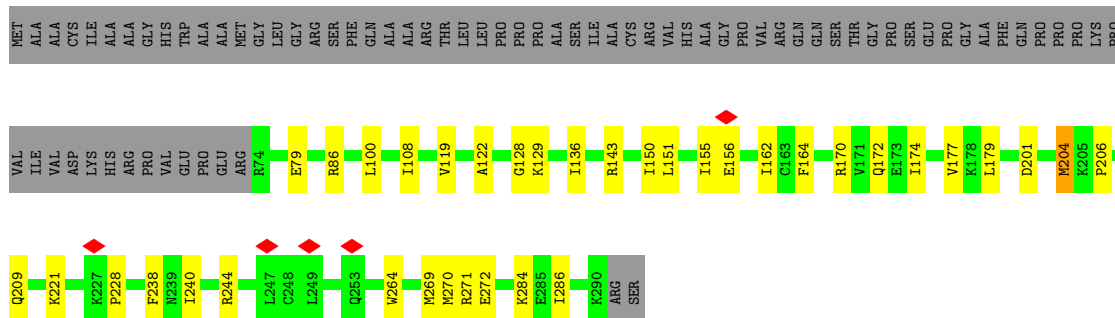 MET ALA ALA CYS ILE ALA ALA GLY HIS TRP ALA ALA MET GLY LEU GLY ARG SER PHE GLN ALA ALA ARG THR LEU LEU PRO PRO PRO ALA SER ILE ALA CYS ARG VAL HIS ALA GLY PRO VAL ARG GLN GLN SER THR GLY PRO SER GLU PRO GLY ALA PHE GLN PRO PRO PRO LYS PRO
VAL ILE VAL ASP LYS HIS ARG PRO VAL GLU PRO GLU ARG R74 E79 R86 L100 I108 V119 A122 G128 K129 I136 R143 I150 L151 I155 E156 I162 C163 F164 R170 V171 Q172 E173 I174 V177 K178 L179 D201 M204 K205 P206
Q209 K221 K227 P228 F238 N239 I240 R244 L247 C248 L249 Q253 W264 M269 M270 R271 E272 K284 E285 I286 K290 ARG SER